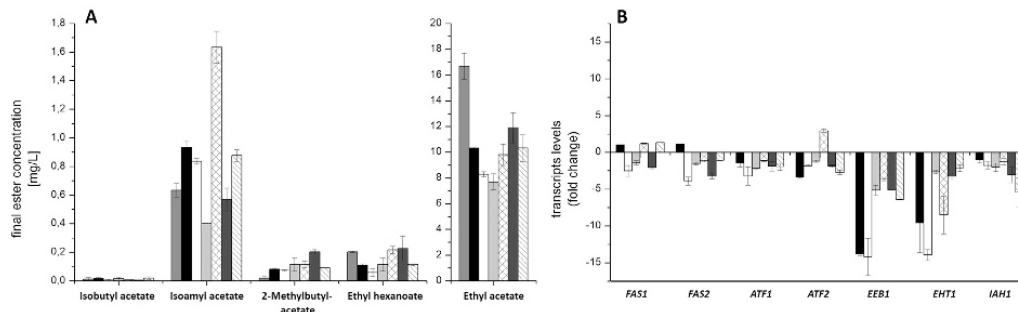 A
final ester concentration
[mg/L]
1,8
1,6
1,4
1,2
1,0
0,8
0,6
0,4
0,2
0,0
Isobutyl acetate
Isoamyl acetate
2-Methylbutyl-
acetate
Ethyl hexanoate
20
18
16
14
12
10
8
6
4
2
0
Ethyl acetate
B
transcripts levels
(fold change)
15
10
5
0
-5
-10
-15
FAS1
FAS2
ATF1
ATF2
EEB1
EHT1
IAH1